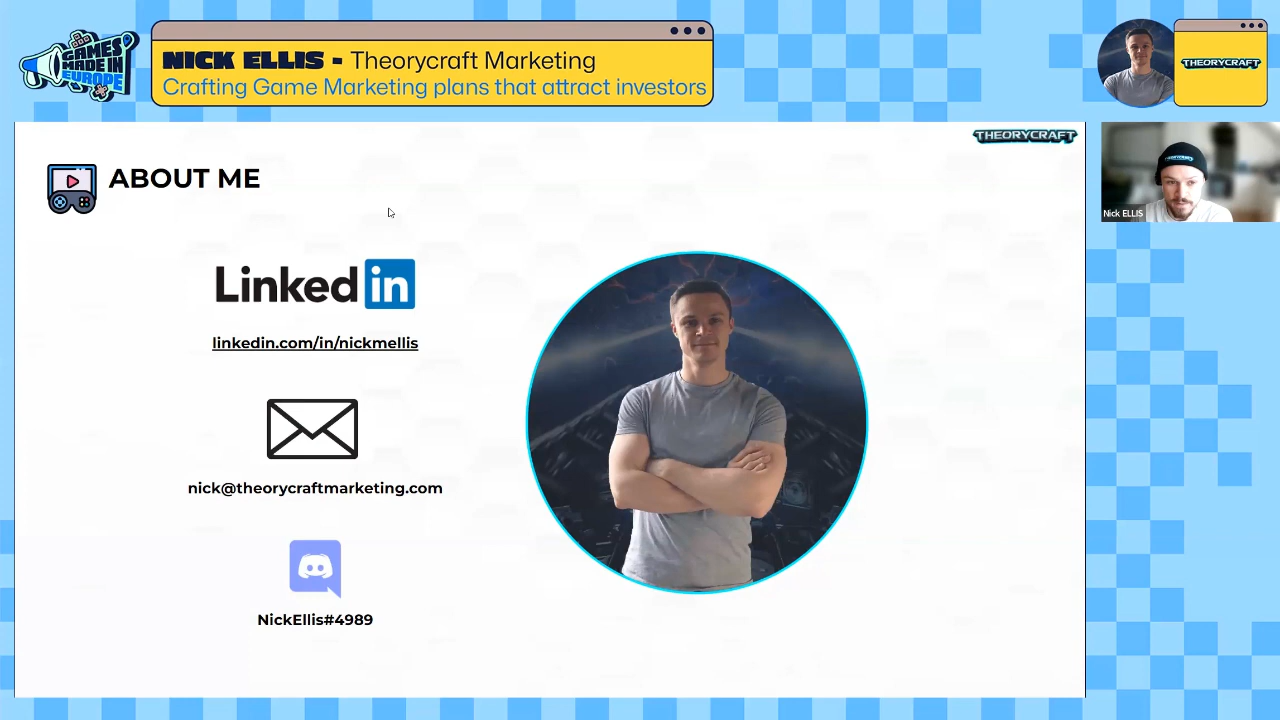 GAMES
MADE IN
EUROPE
NICK ELLIS - Theorycraft Marketing
Crafting Game Marketing plans that attract investors
THEORYCRAFT
THEORYCRAFT
ABOUT ME
Nick ELLIS
Linked in
linkedin.com/in/nickmellis
nick@theorycraftmarketing.com
NickEllis#4989